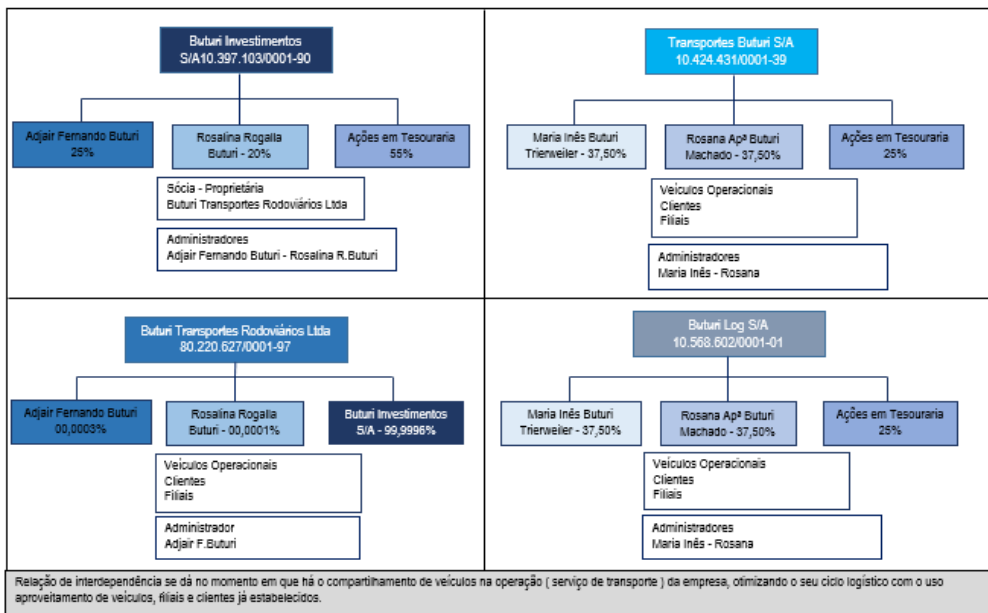 Buturi Investimentos
S/A10.397.103/0001-90
Adjair Fernando Buturi
25%
Rosalina Rogalla
Buturi - 20%
Ações em Tesouraria
55%
Sócia - Proprietária
Buturi Transportes Rodoviários Ltda
Administradores
Adjair Fernando Buturi - Rosalina R.Buturi
Transportes Buturi S/A
10.424.431/0001-39
Maria Inês Buturi
Trierweiler - 37,50%
Rosana Apª Buturi
Machado - 37,50%
Ações em Tesouraria
25%
Veículos Operacionais
Clientes
Filiais
Administradores
Maria Inês - Rosana
Buturi Transportes Rodoviários Ltda
80.220.627/0001-97
Adjair Fernando Buturi
00,0003%
Rosalina Rogalla
Buturi - 00,0001%
Buturi Investimentos
S/A - 99,9996%
Veículos Operacionais
Clientes
Filiais
Administrador
Adjair F.Buturi
Buturi Log S/A
10.568.602/0001-01
Maria Inês Buturi
Trierweiler - 37,50%
Rosana Apª Buturi
Machado - 37,50%
Ações em Tesouraria
25%
Veículos Operacionais
Clientes
Filiais
Administradores
Maria Inês - Rosana
Relação de interdependência se dá no momento em que há o compartilhamento de veículos na operação ( serviço de transporte ) da empresa, otimizando o seu ciclo logístico com o uso
aproveitamento de veículos, filiais e clientes já estabelecidos.